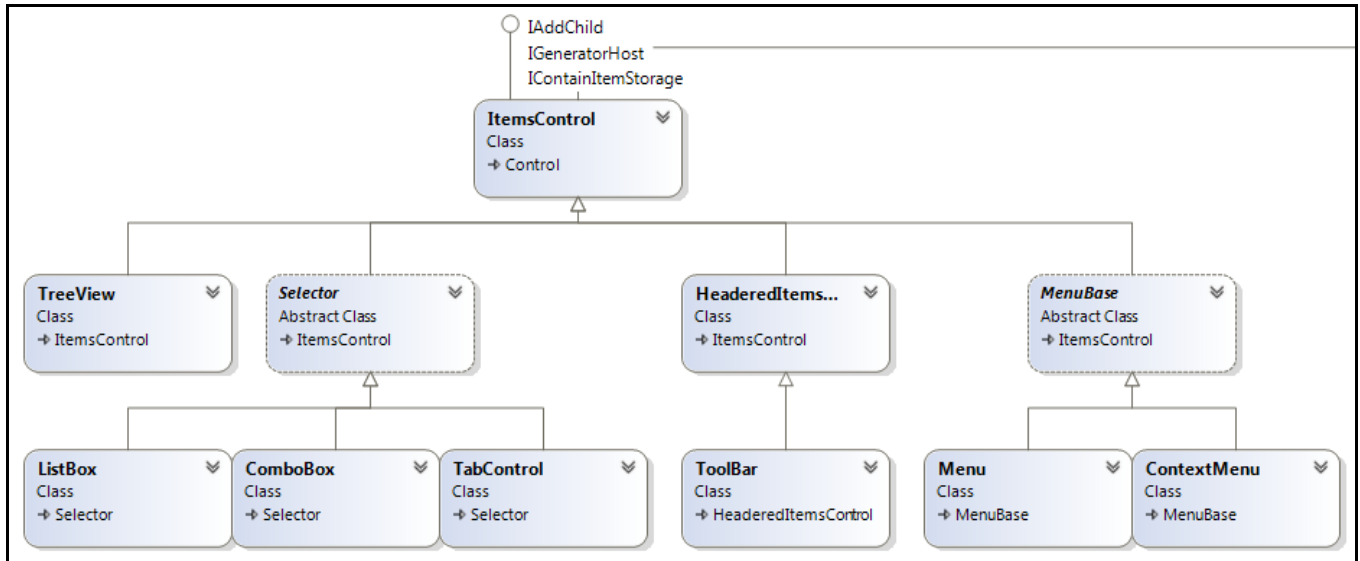 IAddChild
IGeneratorHost
IContainItemStorage
ItemsControl
Class
Control
TreeView
Class
ItemsControl
Selector
Abstract Class
ItemsControl
HeaderedItems...
Class
ItemsControl
MenuBase
Abstract Class
ItemsControl
ListBox
Class
Selector
ComboBox
Class
Selector
TabControl
Class
Selector
ToolBar
Class
HeaderedItemsControl
Menu
Class
MenuBase
ContextMenu
Class
MenuBase